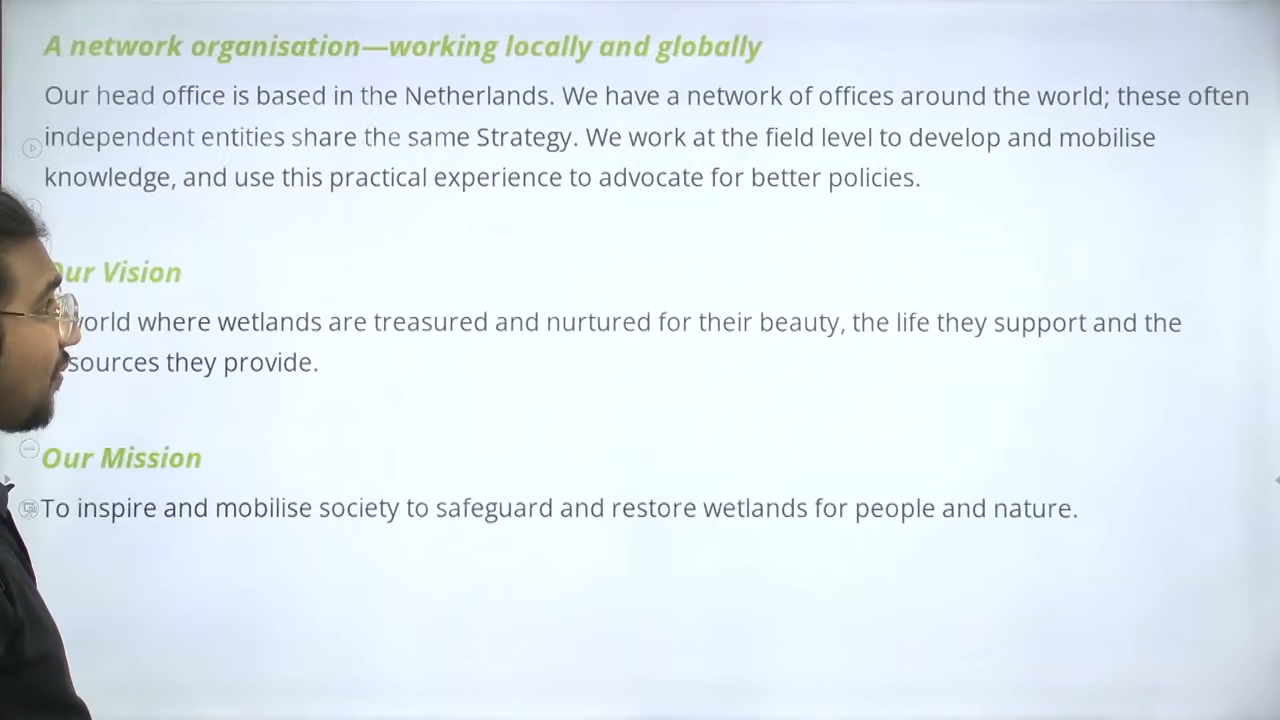 A network organisation—working locally and globally
Our head office is based in the Netherlands. We have a network of offices around the world; these often
independent entities share the same Strategy. We work at the field level to develop and mobilise
knowledge, and use this practical experience to advocate for better policies.
Our Vision
world where wetlands are treasured and nurtured for their beauty, the life they support and the
sources they provide.
Our Mission
To inspire and mobilise society to safeguard and restore wetlands for people and nature.